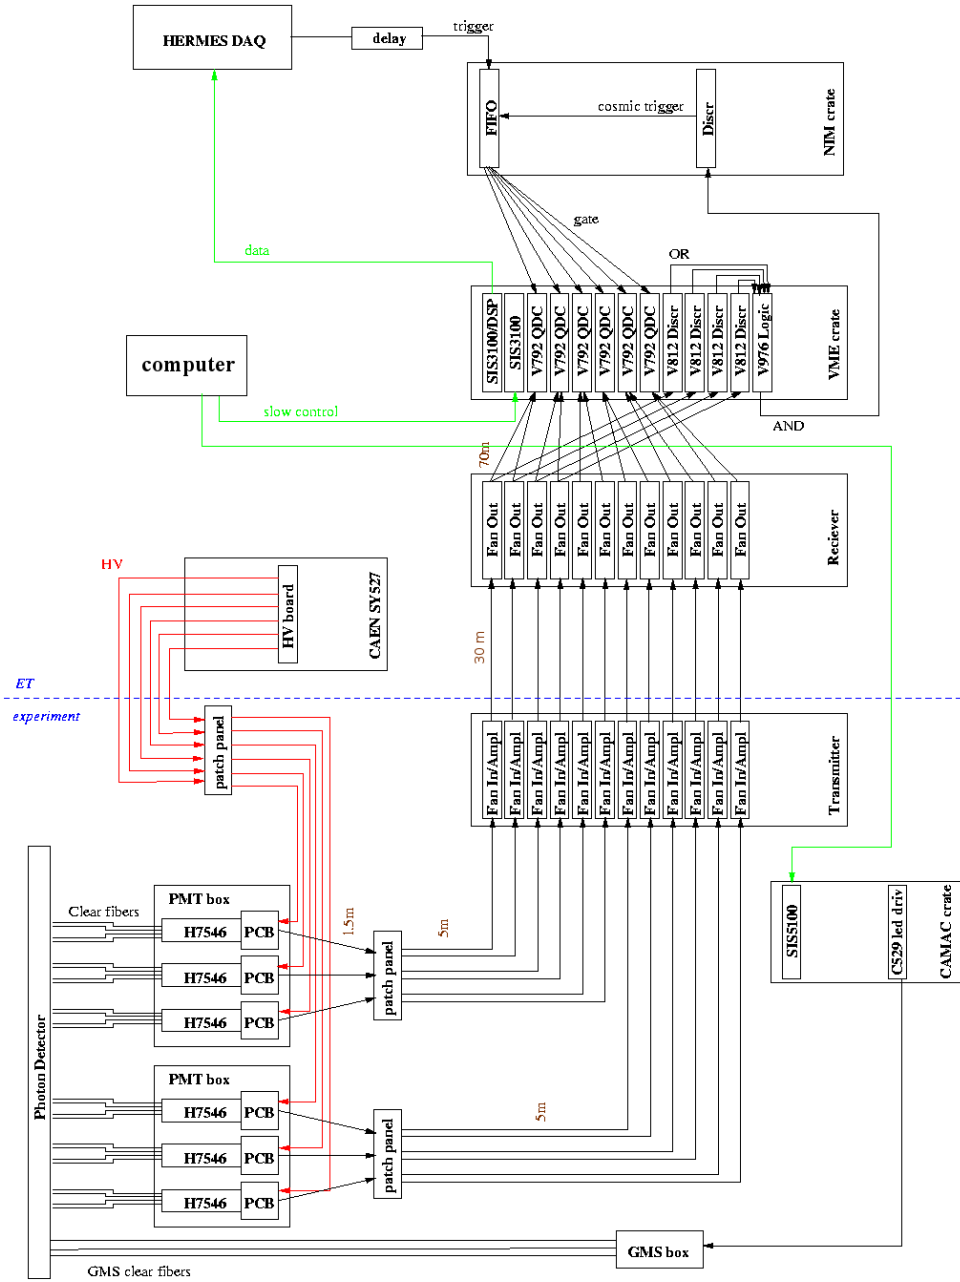 HERMES DAQ
delay
trigger
FIFO
cosmic trigger
Discr
NIM crate
gate
data
OR
SIS3100/DSP
SIS3100
V792 QDC
V792 QDC
V792 QDC
V792 QDC
V792 QDC
V792 QDC
V812 Discr
V812 Discr
V812 Discr
V812 Discr
V976 Logic
VME crate
computer
slow control
AND
70m
Fan Out
Fan Out
Fan Out
Fan Out
Fan Out
Fan Out
Fan Out
Fan Out
Fan Out
Fan Out
Fan Out
Fan Out
Reciever
HV
HV board
CAEN SY527
30 m
ET
experiment
patch panel
Fan In/Ampl
Fan In/Ampl
Fan In/Ampl
Fan In/Ampl
Fan In/Ampl
Fan In/Ampl
Fan In/Ampl
Fan In/Ampl
Fan In/Ampl
Fan In/Ampl
Fan In/Ampl
Fan In/Ampl
Transmitter
Photon Detector
Clear fibers
PMT box
H7546
PCB
H7546
PCB
H7546
PCB
1.5m
patch panel
5m
SIS5100
C529 led driv
CAMAC crate
PMT box
H7546
PCB
H7546
PCB
H7546
PCB
patch panel
5m
GMS box
GMS clear fibers